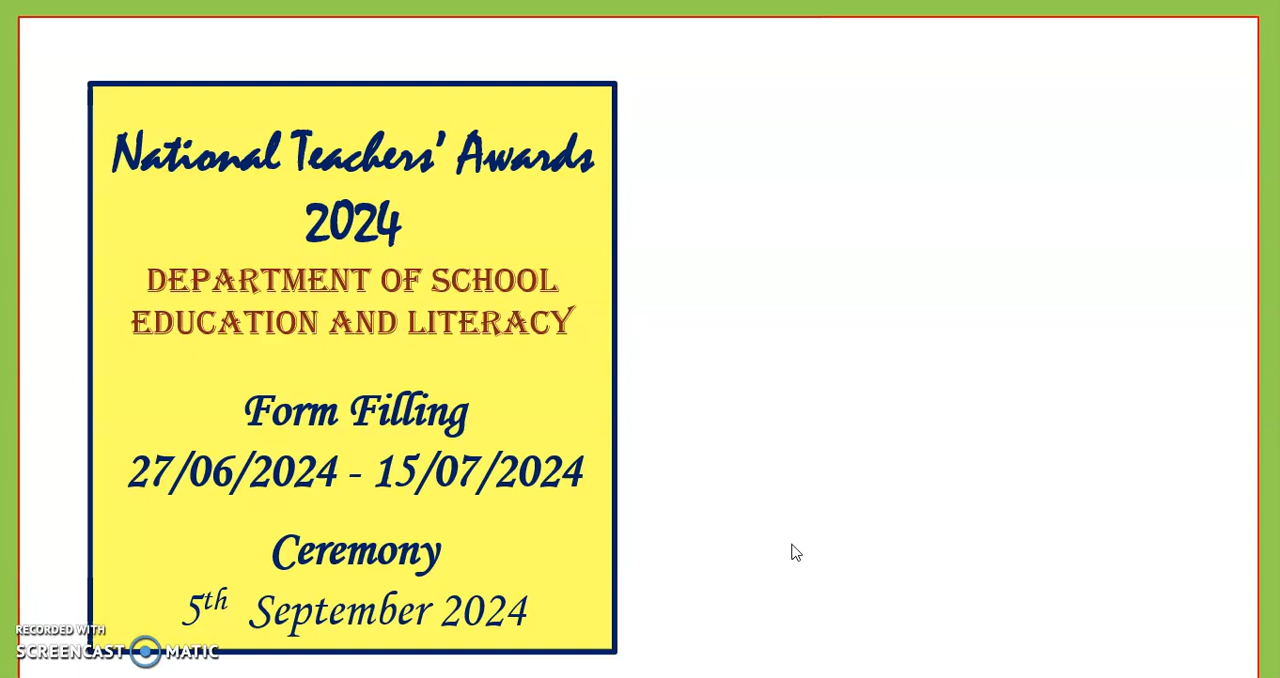 National Teachers’ Awards
2024
DEPARTMENT OF SCHOOL
EDUCATION AND LITERACY
Form Filling
27/06/2024 - 15/07/2024
Ceremony
5th September 2024
RECORDED WITH
SCREENCAST MATIC